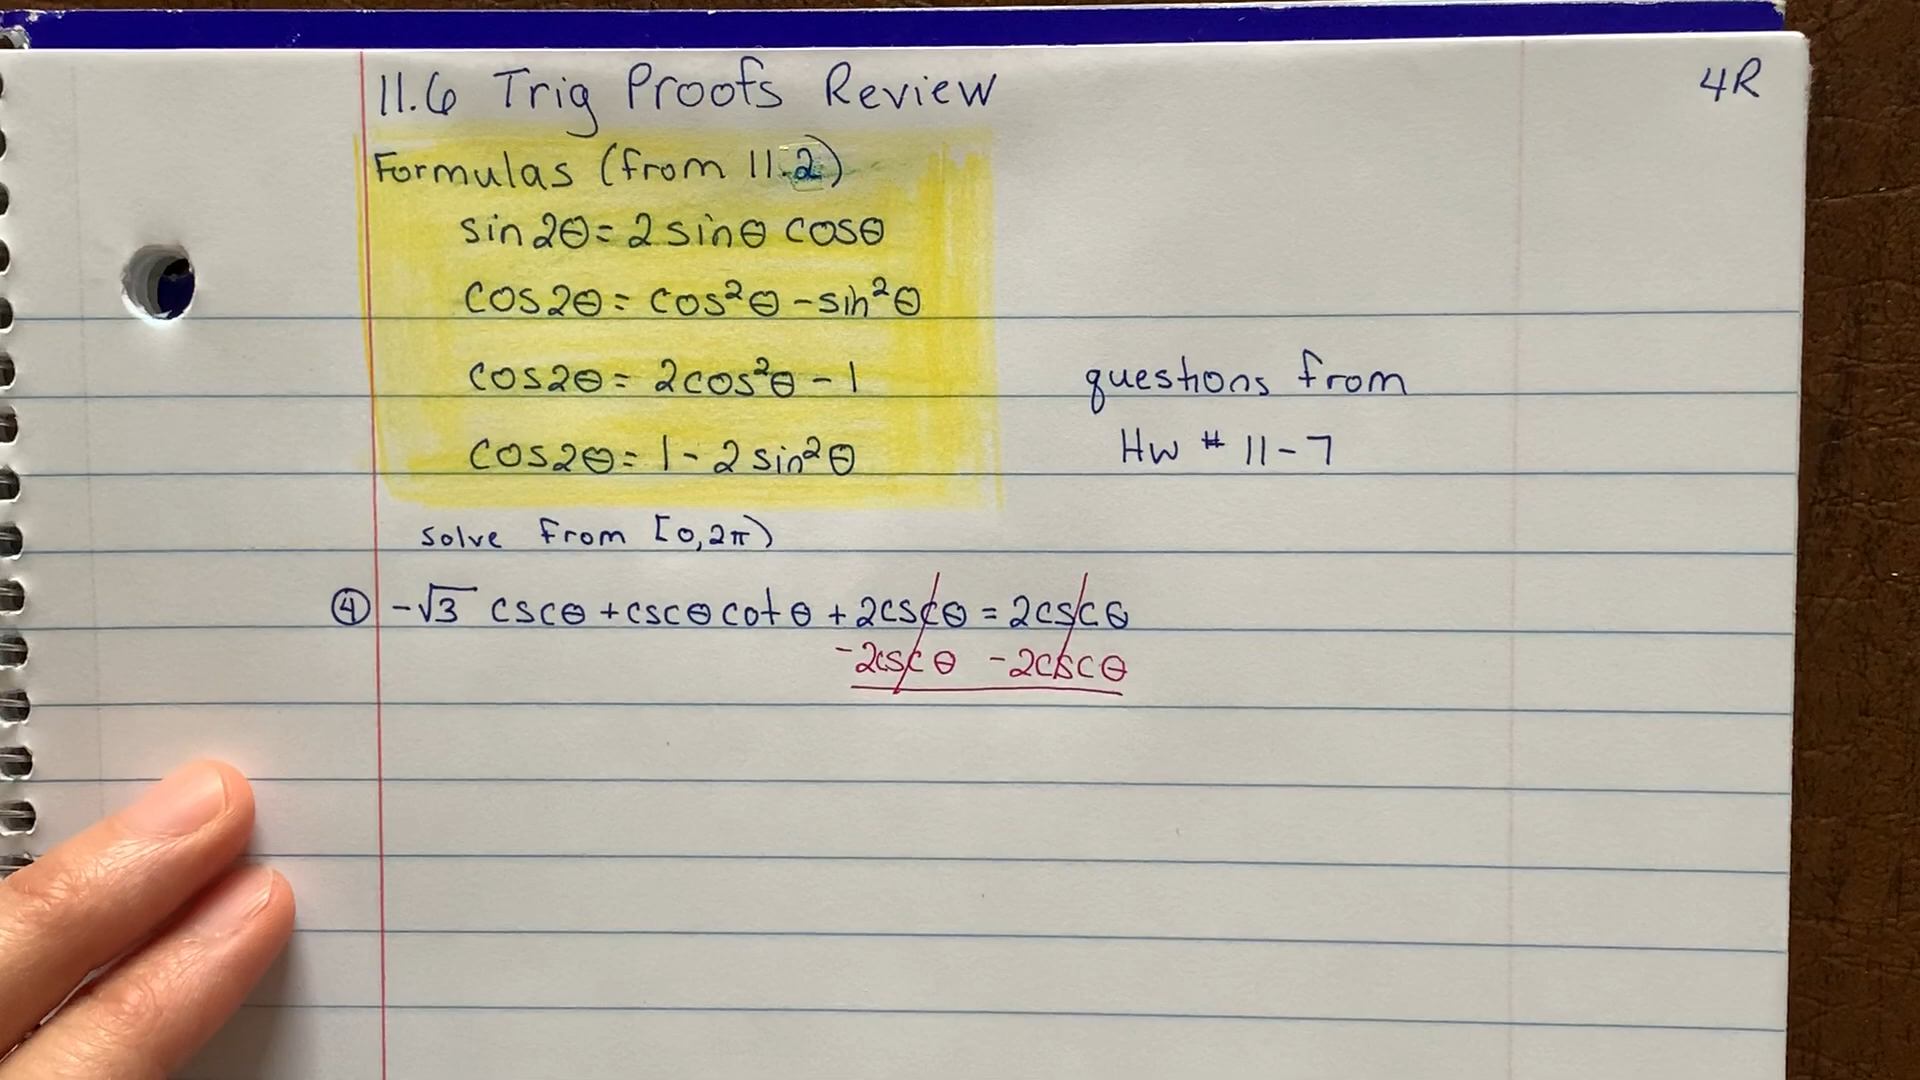 11.6 Trig Proofs Review
4R
Formulas (from 11.2)
sin2θ = 2sinθ cosθ
cos2θ = cos²θ - sin²θ
cos2θ = 2cos²θ - 1
cos2θ = 1 - 2sin²θ
questions from
HW # 11-7
solve from [0,2π)
④ -√3 cscθ + cscθcotθ + 2cscθ = 2cscθ
-2cscθ -2cscθ